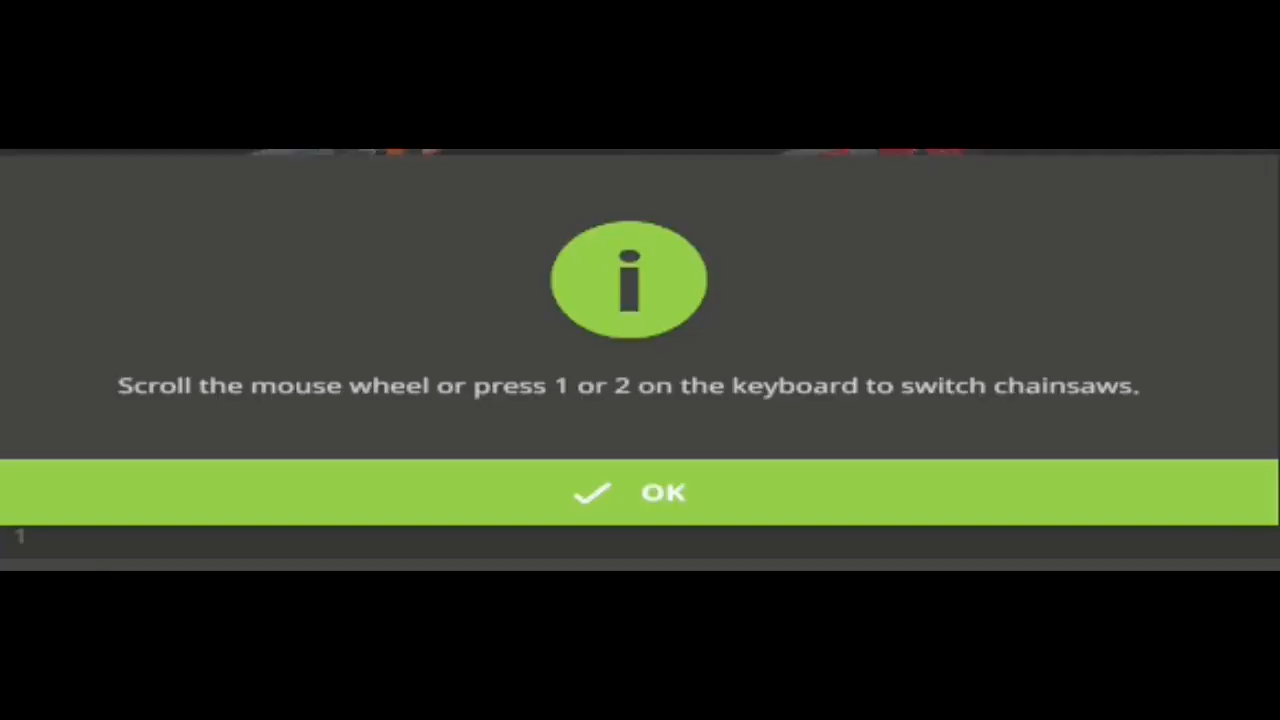 i
Scroll the mouse wheel or press 1 or 2 on the keyboard to switch chainsaws.
OK
1